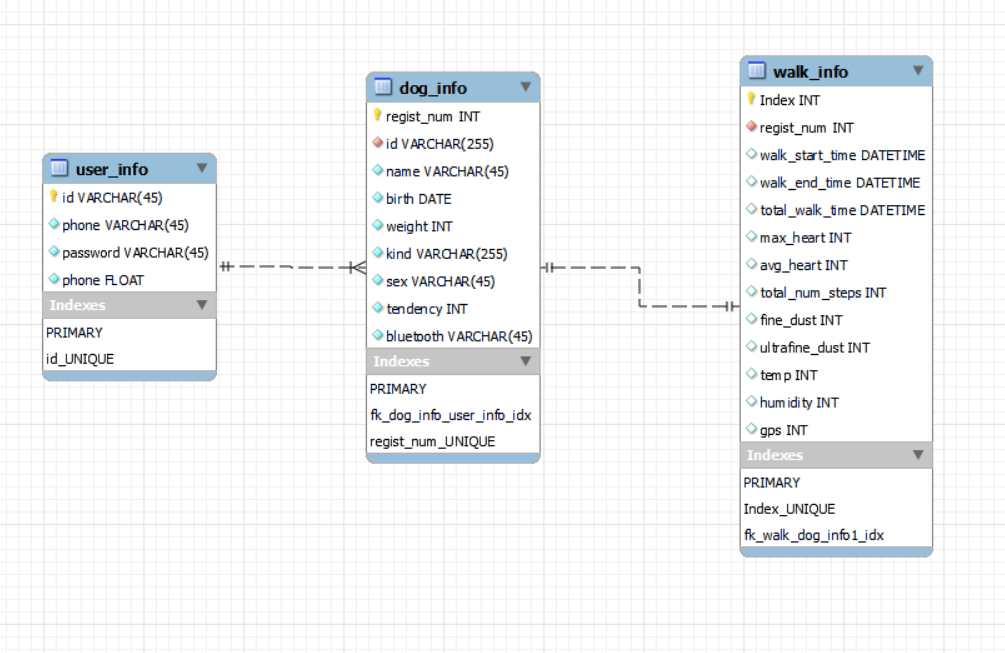 user_info
id VARCHAR(45)
phone VARCHAR(45)
password VARCHAR(45)
phone FLOAT
Indexes
PRIMARY
id_UNIQUE
dog_info
regist_num INT
id VARCHAR(255)
name VARCHAR(45)
birth DATE
weight INT
kind VARCHAR(255)
sex VARCHAR(45)
tendency INT
bluetooth VARCHAR(45)
Indexes
PRIMARY
fk_dog_info_user_info_idx
regist_num_UNIQUE
walk_info
Index INT
regist_num INT
walk_start_time DATETIME
walk_end_time DATETIME
total_walk_time DATETIME
max_heart INT
avg_heart INT
total_num_steps INT
fine_dust INT
ultrafine_dust INT
temp INT
humidity INT
gps INT
Indexes
PRIMARY
Index_UNIQUE
fk_walk_dog_info1_idx